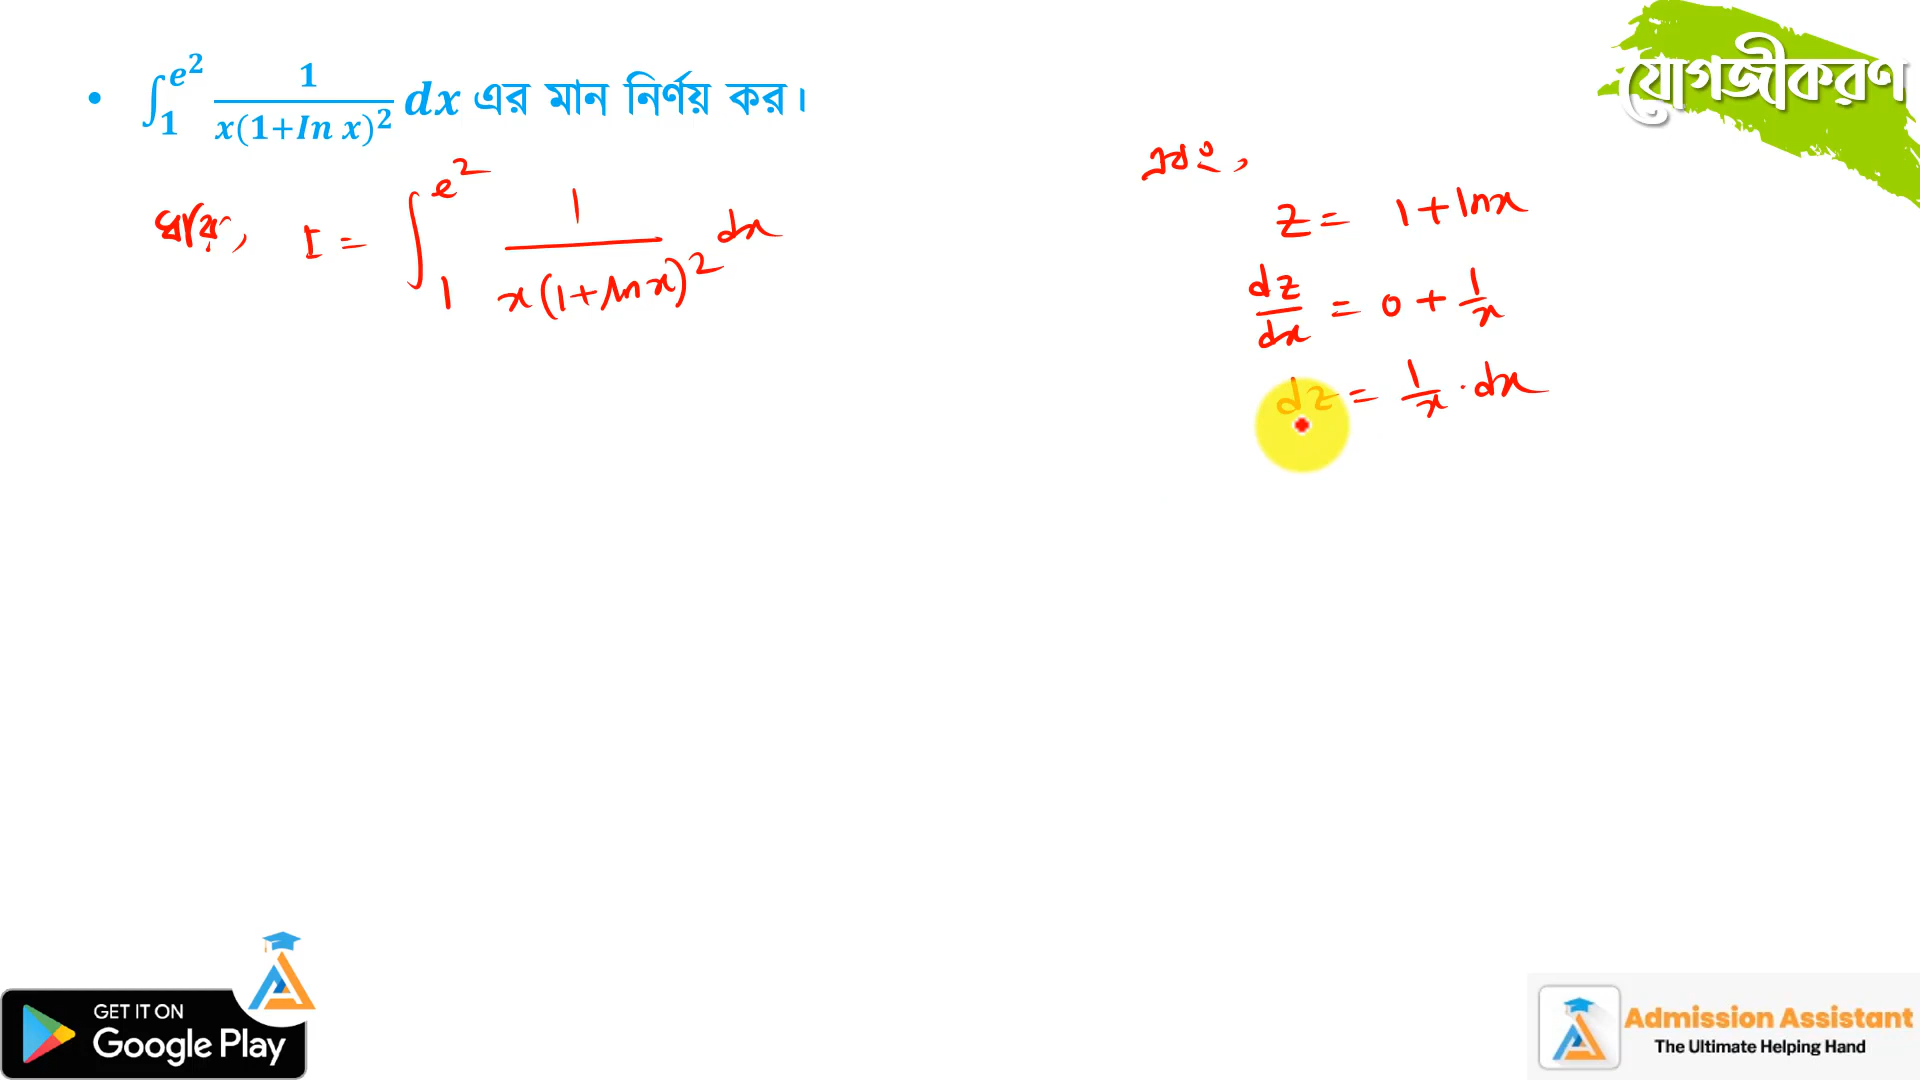 যোগজীকরণ
• ∫₁^{e²} 1/(x(1+In x)²) dx এর মান নির্ণয় কর।
ধরি, I = ∫₁^{e²} 1/(x(1+ln x)²) dx
এবং,
z = 1+lnx
dz/dx = 0 + 1/x
dz = 1/x · dx
GET IT ON
Google Play
Admission Assistant
The Ultimate Helping Hand